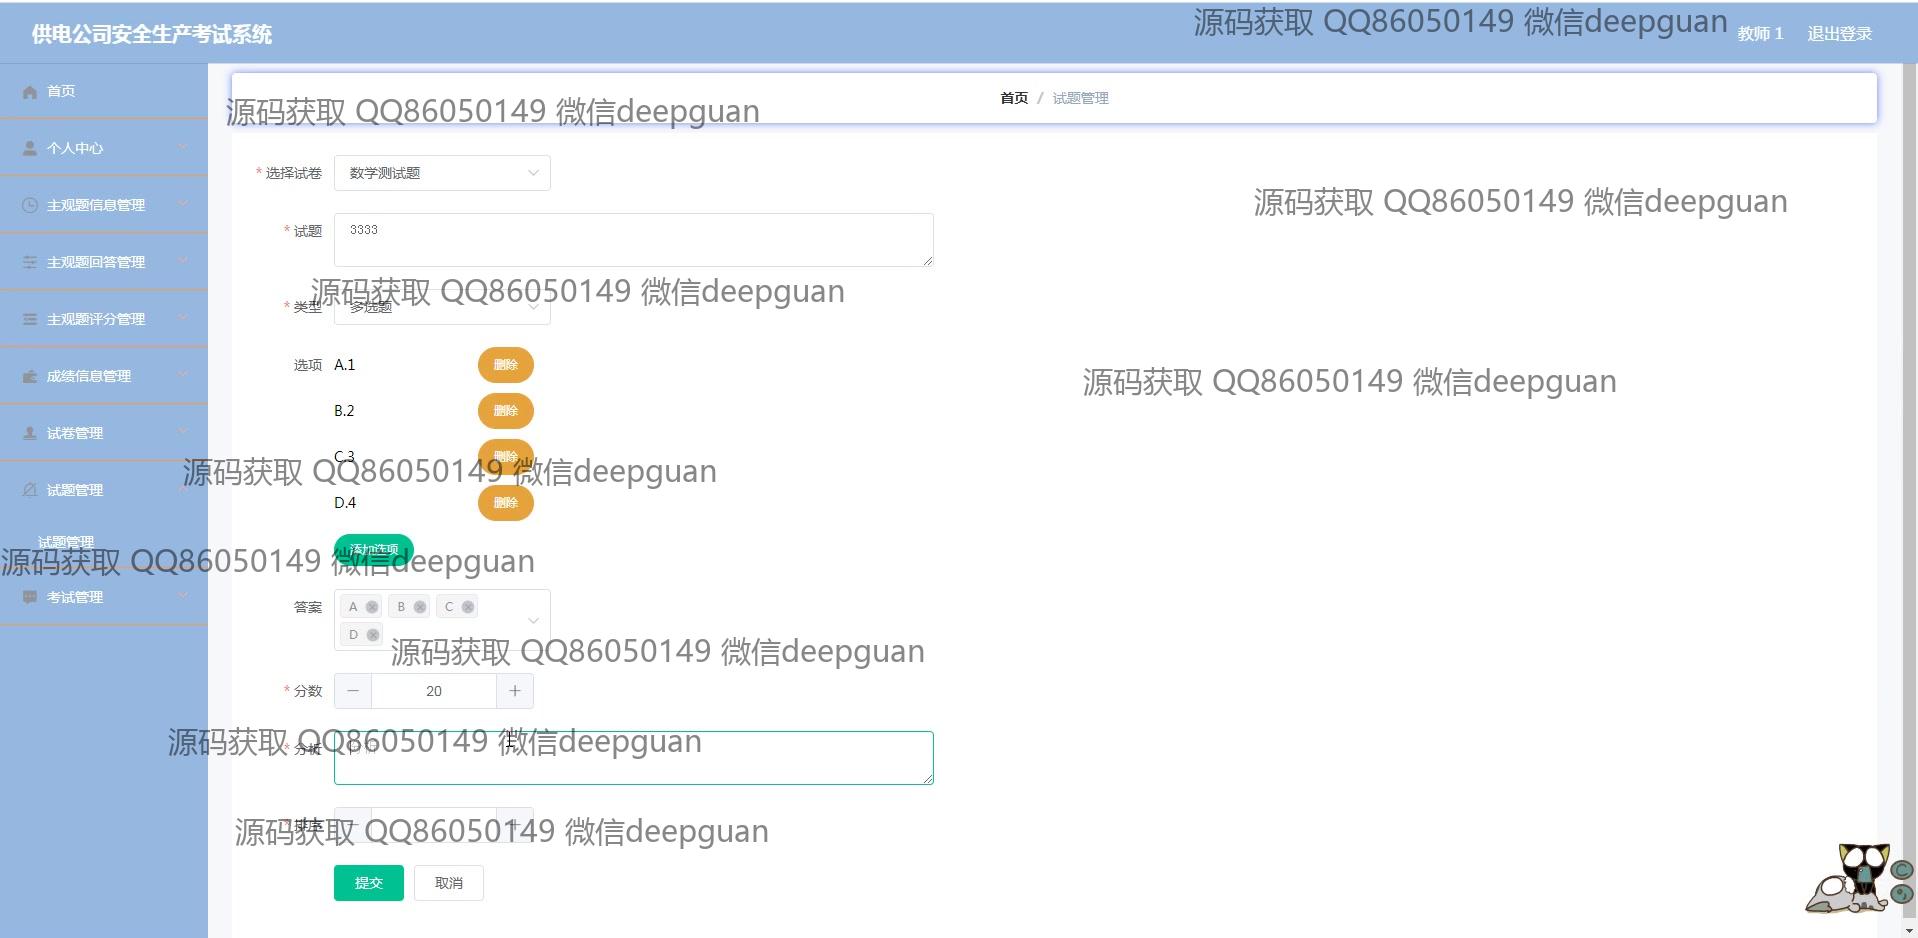 供电公司安全生产考试系统
源码获取 QQ86050149 微信deepguan
教师 1
退出登录
首页
个人中心
主观题信息管理
主观题回答管理
主观题评分管理
成绩信息管理
试卷管理
试题管理
试题管理
考试管理
首页 / 试题管理
源码获取 QQ86050149 微信deepguan
* 选择试卷 数学测试题
源码获取 QQ86050149 微信deepguan
* 试题 3333
源码获取 QQ86050149 微信deepguan
* 类型 多选题
选项 A.1 删除
源码获取 QQ86050149 微信deepguan
B.2 删除
C.3 删除
源码获取 QQ86050149 微信deepguan
D.4 删除
添加选项
源码获取 QQ86050149 微信deepguan
答案 A B C
D
源码获取 QQ86050149 微信deepguan
* 分数 20
* 分析
源码获取 QQ86050149 微信deepguan
* 排序
源码获取 QQ86050149 微信deepguan
提交 取消